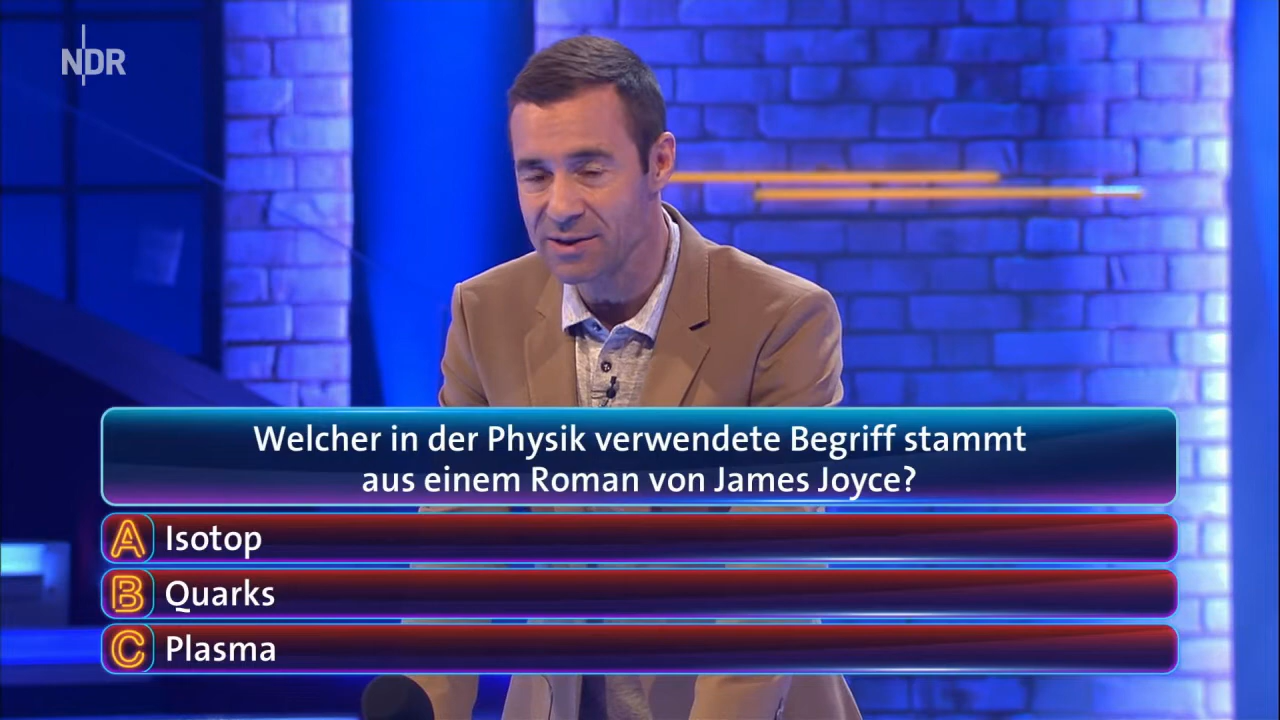 NDR
Welcher in der Physik verwendete Begriff stammt
aus einem Roman von James Joyce?
A Isotop
B Quarks
C Plasma